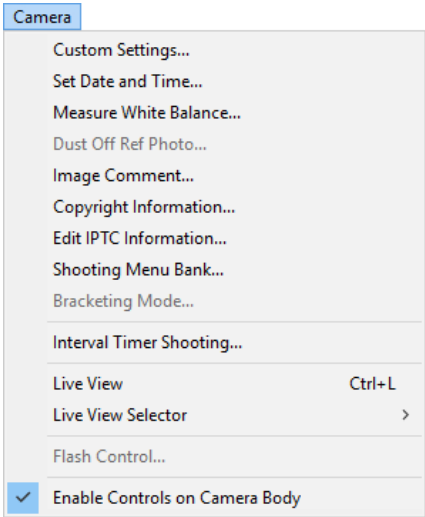 Camera
Custom Settings...
Set Date and Time...
Measure White Balance...
Dust Off Ref Photo...
Image Comment...
Copyright Information...
Edit IPTC Information...
Shooting Menu Bank...
Bracketing Mode...
Interval Timer Shooting...
Live View Ctrl+L
Live View Selector
Flash Control...
Enable Controls on Camera Body